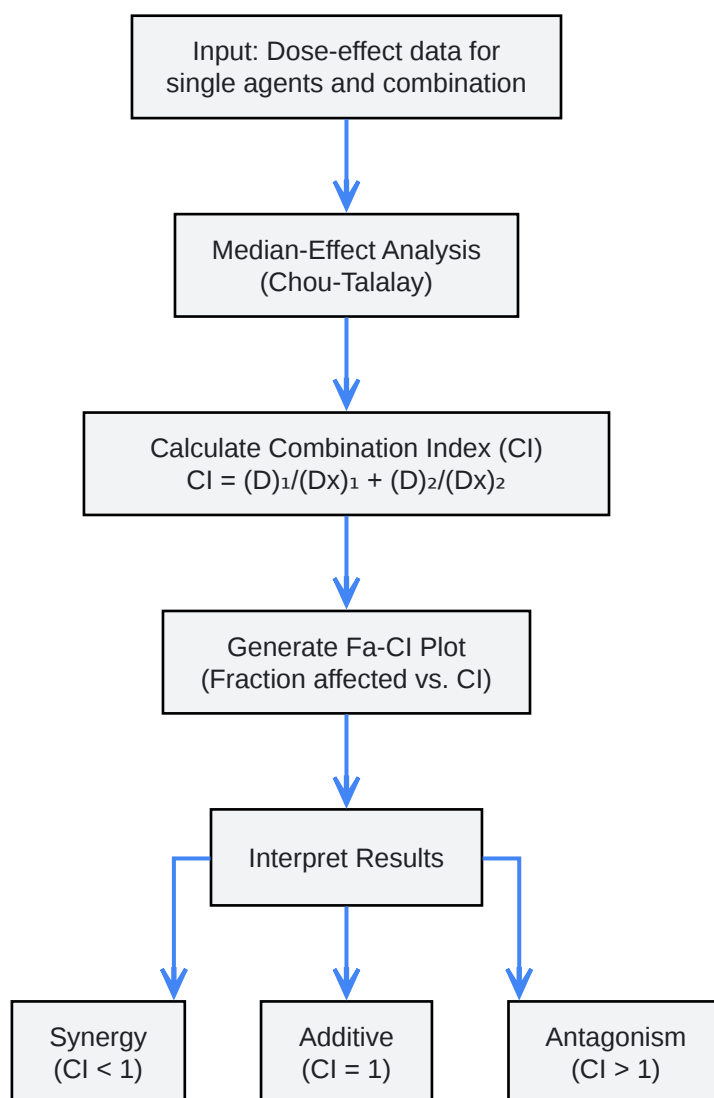 Input: Dose-effect data for
single agents and combination
Median-Effect Analysis
(Chou-Talalay)
Calculate Combination Index (CI)
CI = (D)₁/(Dx)₁ + (D)₂/(Dx)₂
Generate Fa-CI Plot
(Fraction affected vs. CI)
Interpret Results
Synergy
(CI < 1)
Additive
(CI = 1)
Antagonism
(CI > 1)